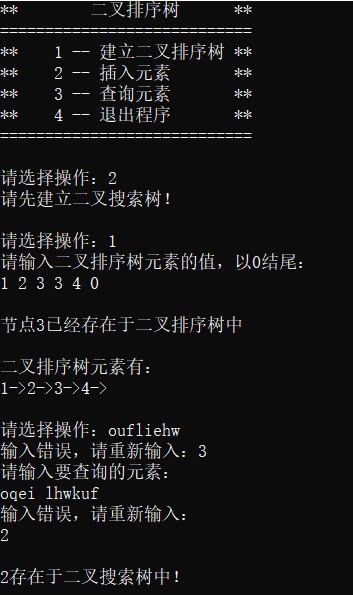 **        二叉排序树      **
============================
**    1 -- 建立二叉排序树 **
**    2 -- 插入元素       **
**    3 -- 查询元素       **
**    4 -- 退出程序       **
============================
请选择操作：2
请先建立二叉搜索树！
请选择操作：1
请输入二叉排序树元素的值，以0结尾：
1 2 3 3 4 0
节点3已经存在于二叉排序树中
二叉排序树元素有：
1->2->3->4->
请选择操作：oufliehw
输入错误，请重新输入：3
请输入要查询的元素：
oqei lhwkuf
输入错误，请重新输入：
2
2存在于二叉搜索树中！